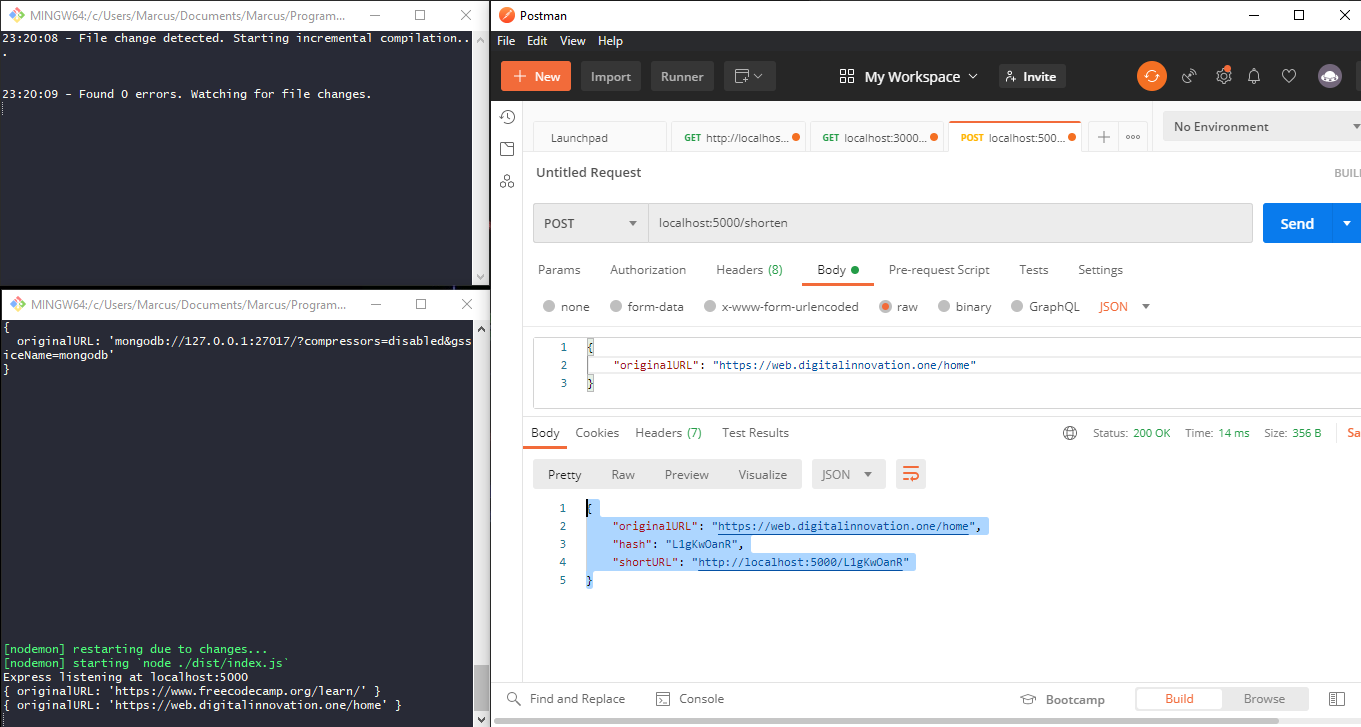 MINGW64:/c/Users/Marcus/Documents/Marcus/Program...
23:20:08 - File change detected. Starting incremental compilation..
.
23:20:09 - Found 0 errors. Watching for file changes.
MINGW64:/c/Users/Marcus/Documents/Marcus/Program...
{
originalURL: 'mongodb://127.0.0.1:27017/?compressors=disabled&gss
iceName=mongodb'
}
[nodemon] restarting due to changes...
[nodemon] starting `node ./dist/index.js`
Express listening at localhost:5000
{ originalURL: 'https://www.freecodecamp.org/learn/' }
{ originalURL: 'https://web.digitalinnovation.one/home' }
Postman
File Edit View Help
+ New Import Runner My Workspace Invite
Launchpad GET http://localhos... GET localhost:3000... POST localhost:500... No Environment
Untitled Request BUIL
POST localhost:5000/shorten Send
Params Authorization Headers (8) Body Pre-request Script Tests Settings
none form-data x-www-form-urlencoded raw binary GraphQL JSON
1 {
2 "originalURL": "https://web.digitalinnovation.one/home"
3 }
Body Cookies Headers (7) Test Results Status: 200 OK Time: 14 ms Size: 356 B Sa
Pretty Raw Preview Visualize JSON
1 {
2 "originalURL": "https://web.digitalinnovation.one/home",
3 "hash": "L1gKwOanR",
4 "shortURL": "http://localhost:5000/L1gKwOanR"
5 }
Find and Replace Console Bootcamp Build Browse